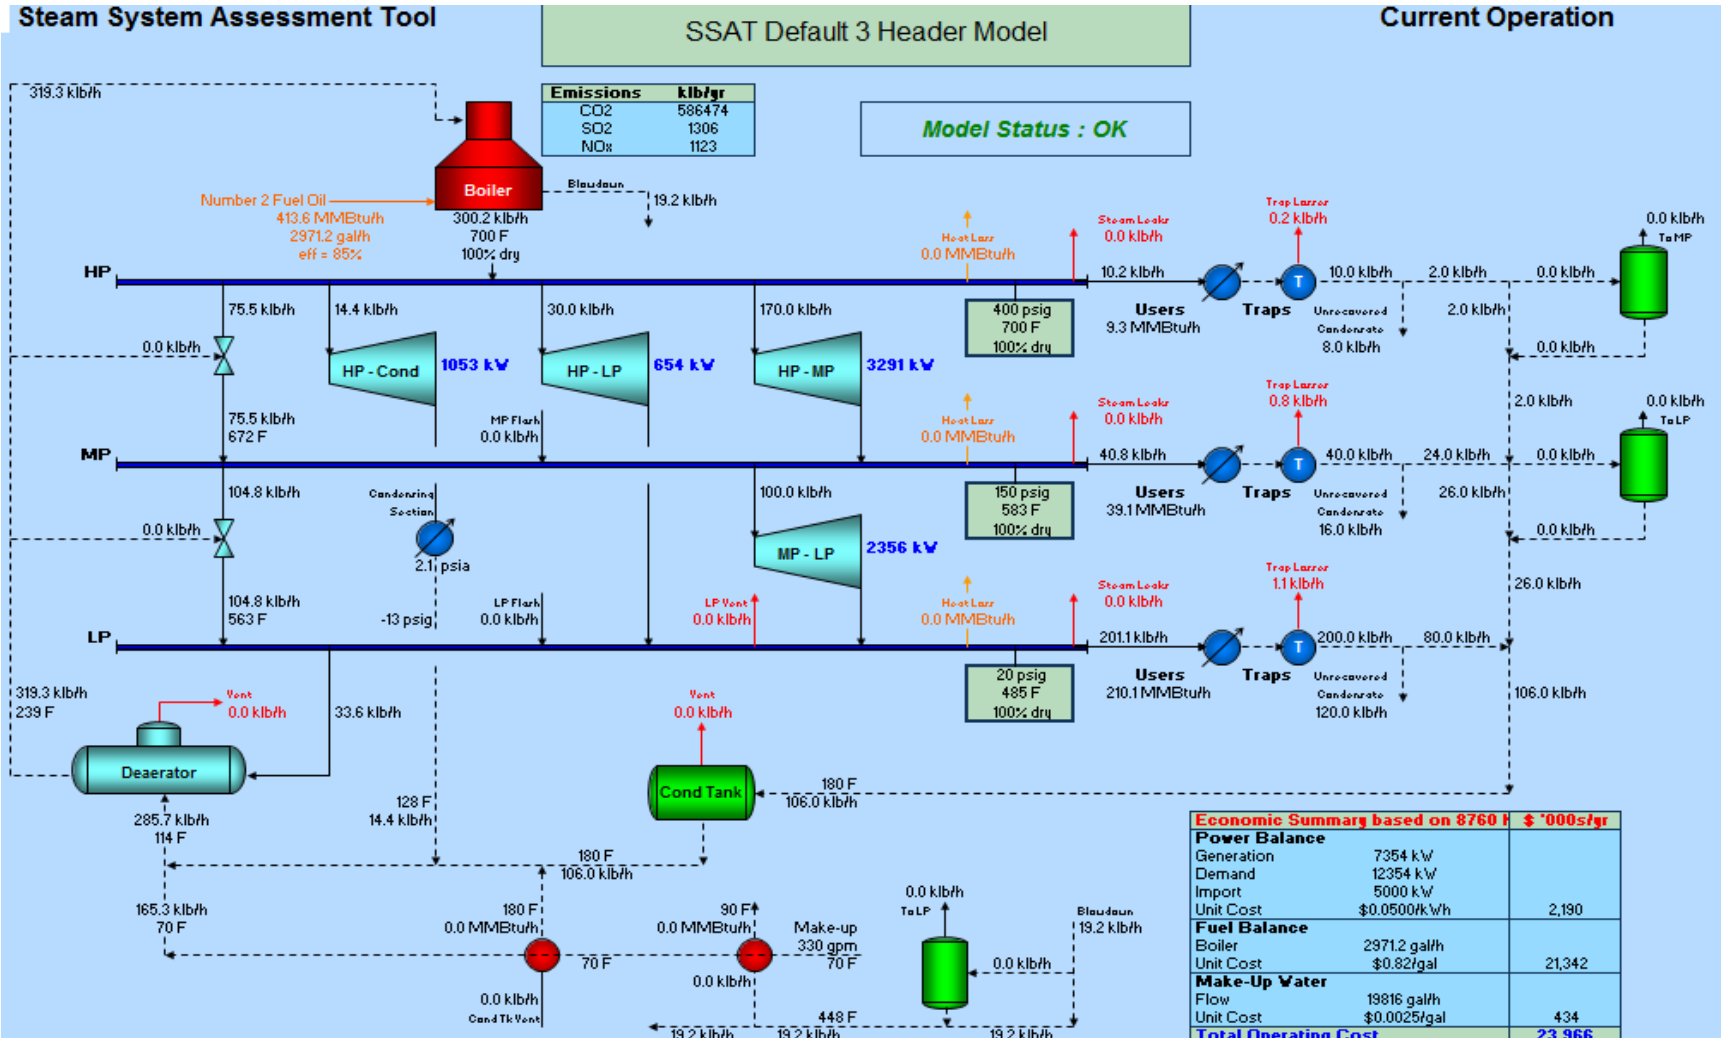 Steam System Assessment Tool
SSAT Default 3 Header Model
Current Operation
319.3 klb/h
Emissions klb/yr
CO2 586474
SO2 1306
NOx 1123
Model Status : OK
Boiler
Blowdown
19.2 klb/h
Number 2 Fuel Oil
413.6 MMBtu/h
2971.2 gal/h
eff = 85%
300.2 klb/h
700 F
100% dry
Heat Loss
0.0 MMBtu/h
Steam Leaks
0.0 klb/h
Trap Losses
0.2 klb/h
0.0 klb/h
To MP
HP
10.2 klb/h
10.0 klb/h
2.0 klb/h
0.0 klb/h
T
75.5 klb/h
14.4 klb/h
30.0 klb/h
170.0 klb/h
400 psig
700 F
100% dry
Users
9.3 MMBtu/h
Traps
Unrecovered
Condensate
8.0 klb/h
2.0 klb/h
0.0 klb/h
0.0 klb/h
HP - Cond
1053 kW
HP - LP
654 kW
HP - MP
3291 kW
75.5 klb/h
672 F
MP Flash
0.0 klb/h
Heat Loss
0.0 MMBtu/h
Steam Leaks
0.0 klb/h
Trap Losses
0.8 klb/h
2.0 klb/h
0.0 klb/h
To LP
MP
40.8 klb/h
40.0 klb/h
24.0 klb/h
0.0 klb/h
T
104.8 klb/h
Condensing
Section
100.0 klb/h
150 psig
583 F
100% dry
Users
39.1 MMBtu/h
Traps
Unrecovered
Condensate
16.0 klb/h
26.0 klb/h
0.0 klb/h
0.0 klb/h
2.1 psia
MP - LP
2356 kW
104.8 klb/h
563 F
-13 psig
LP Flash
0.0 klb/h
LP Vent
0.0 klb/h
Heat Loss
0.0 MMBtu/h
Steam Leaks
0.0 klb/h
Trap Losses
1.1 klb/h
26.0 klb/h
LP
201.1 klb/h
200.0 klb/h
80.0 klb/h
T
20 psig
485 F
100% dry
Users
210.1 MMBtu/h
Traps
Unrecovered
Condensate
120.0 klb/h
106.0 klb/h
319.3 klb/h
239 F
Vent
0.0 klb/h
33.6 klb/h
Vent
0.0 klb/h
Deaerator
Cond Tank
180 F
106.0 klb/h
285.7 klb/h
114 F
128 F
14.4 klb/h
180 F
106.0 klb/h
165.3 klb/h
70 F
180 F
0.0 MMBtu/h
90 F
0.0 MMBtu/h
Make-up
330 gpm
70 F
70 F
0.0 klb/h
Cond Tk Vent
0.0 klb/h
0.0 klb/h
To LP
Blowdown
19.2 klb/h
0.0 klb/h
448 F
19.2 klb/h
19.2 klb/h
19.2 klb/h
Economic Summary based on 8760 $ '000s/yr
Power Balance
Generation 7354 kW
Demand 12354 kW
Import 5000 kW
Unit Cost $0.0500/kWh 2,190
Fuel Balance
Boiler 2971.2 gal/h
Unit Cost $0.82/gal 21,342
Make-Up Water
Flow 19816 gal/h
Unit Cost $0.0025/gal 434
Total Operating Cost 23,966